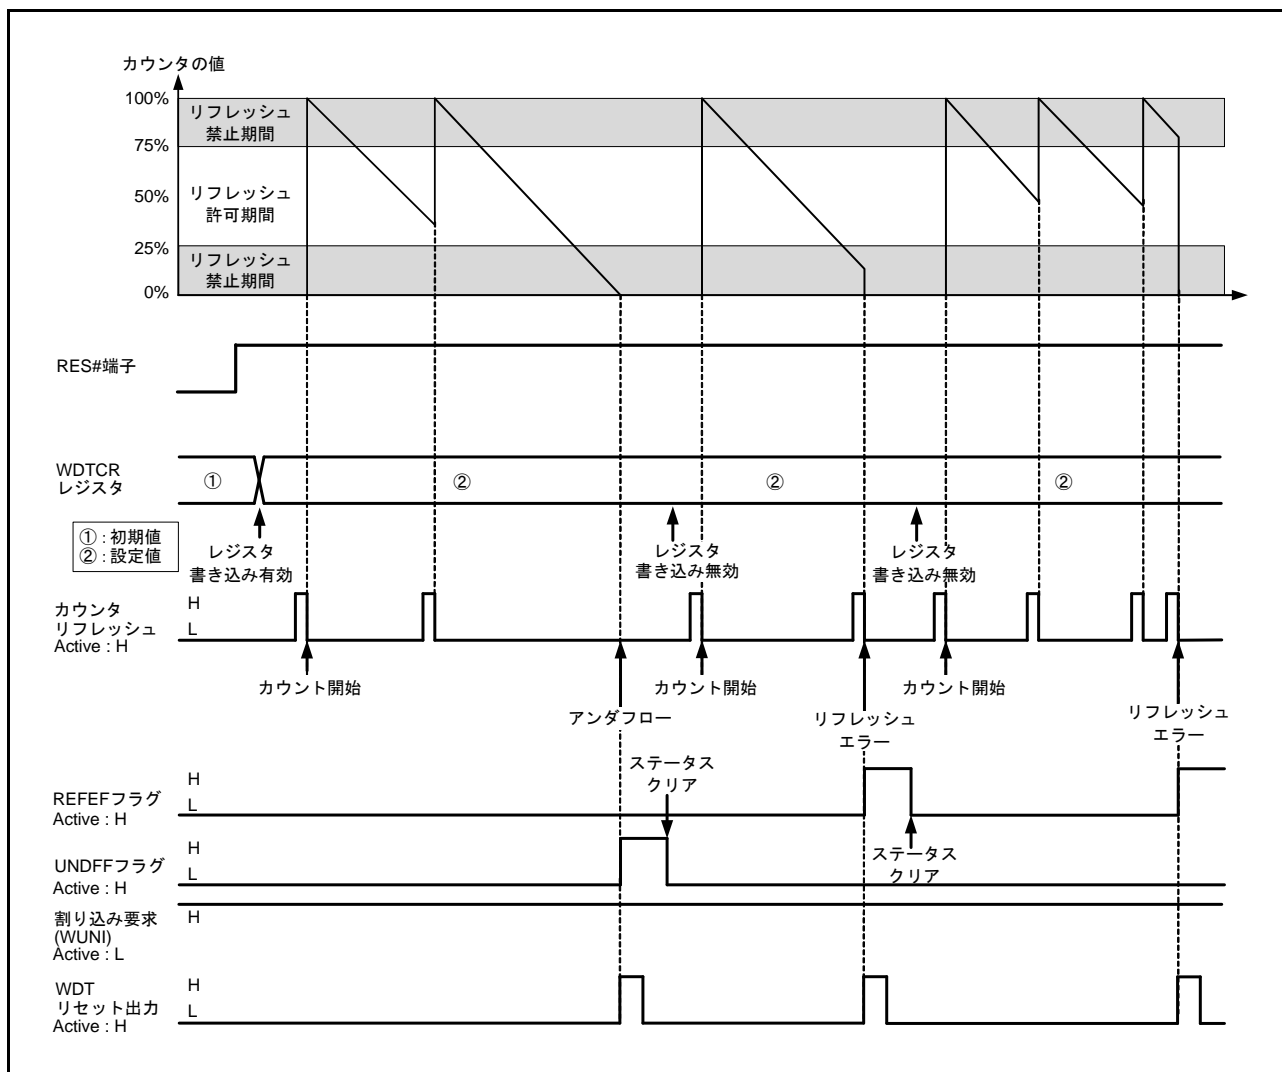 カウンタの値
100%
リフレッシュ
禁止期間
75%
50%
リフレッシュ
許可期間
25%
リフレッシュ
禁止期間
0%
RES#端子
WDTCR
レジスタ
①
②
②
②
①:初期値
②:設定値
レジスタ
書き込み有効
レジスタ
書き込み無効
レジスタ
書き込み無効
カウンタ
リフレッシュ
Active : H
H
L
カウント開始
カウント開始
カウント開始
アンダフロー
リフレッシュ
エラー
リフレッシュ
エラー
ステータス
クリア
REFEFフラグ
Active : H
H
L
ステータス
クリア
UNDFFフラグ
Active : H
H
L
割り込み要求
(WUNI)
Active : L
H
WDT
リセット出力
Active : H
H
L